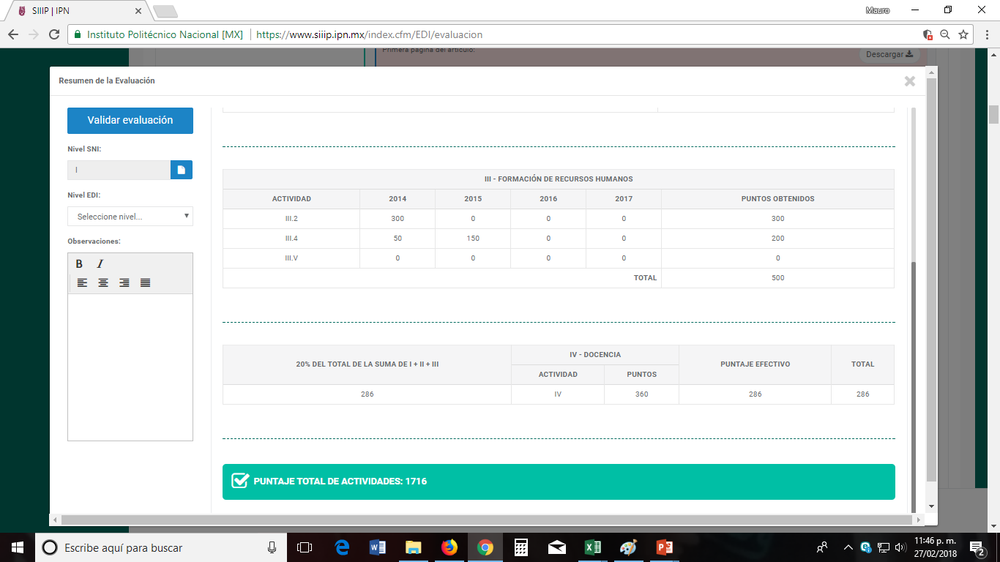 SIIIP | IPN
Mauro
Instituto Politécnico Nacional [MX] https://www.siiip.ipn.mx/index.cfm/EDI/evaluacion
Primera página del artículo:
Descargar
Resumen de la Evaluación
Validar evaluación
Nivel SNI:
I
Nivel EDI:
Seleccione nivel...
Observaciones:
B I
III - FORMACIÓN DE RECURSOS HUMANOS
ACTIVIDAD 2014 2015 2016 2017 PUNTOS OBTENIDOS
III.2 300 0 0 0 300
III.4 50 150 0 0 200
III.V 0 0 0 0 0
TOTAL 500
20% DEL TOTAL DE LA SUMA DE I + II + III IV - DOCENCIA PUNTAJE EFECTIVO TOTAL
ACTIVIDAD PUNTOS
286 IV 360 286 286
PUNTAJE TOTAL DE ACTIVIDADES: 1716
Escribe aquí para buscar
11:46 p. m.
27/02/2018
2